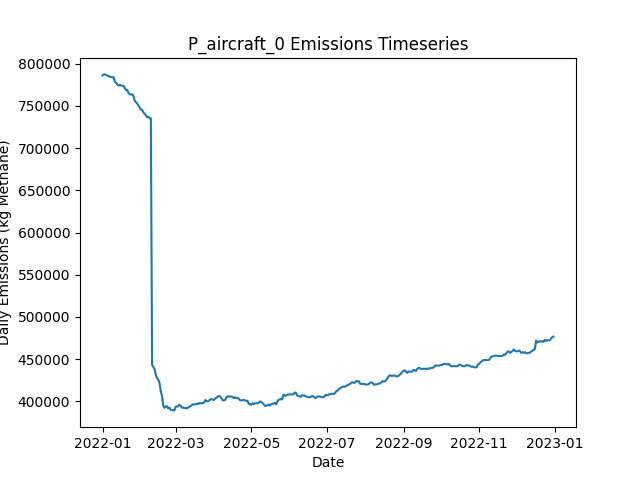 P_aircraft_0 Emissions Timeseries
800000
750000
700000
650000
600000
550000
500000
450000
400000
Daily Emissions (kg Methane)
2022-01 2022-03 2022-05 2022-07 2022-09 2022-11 2023-01
Date